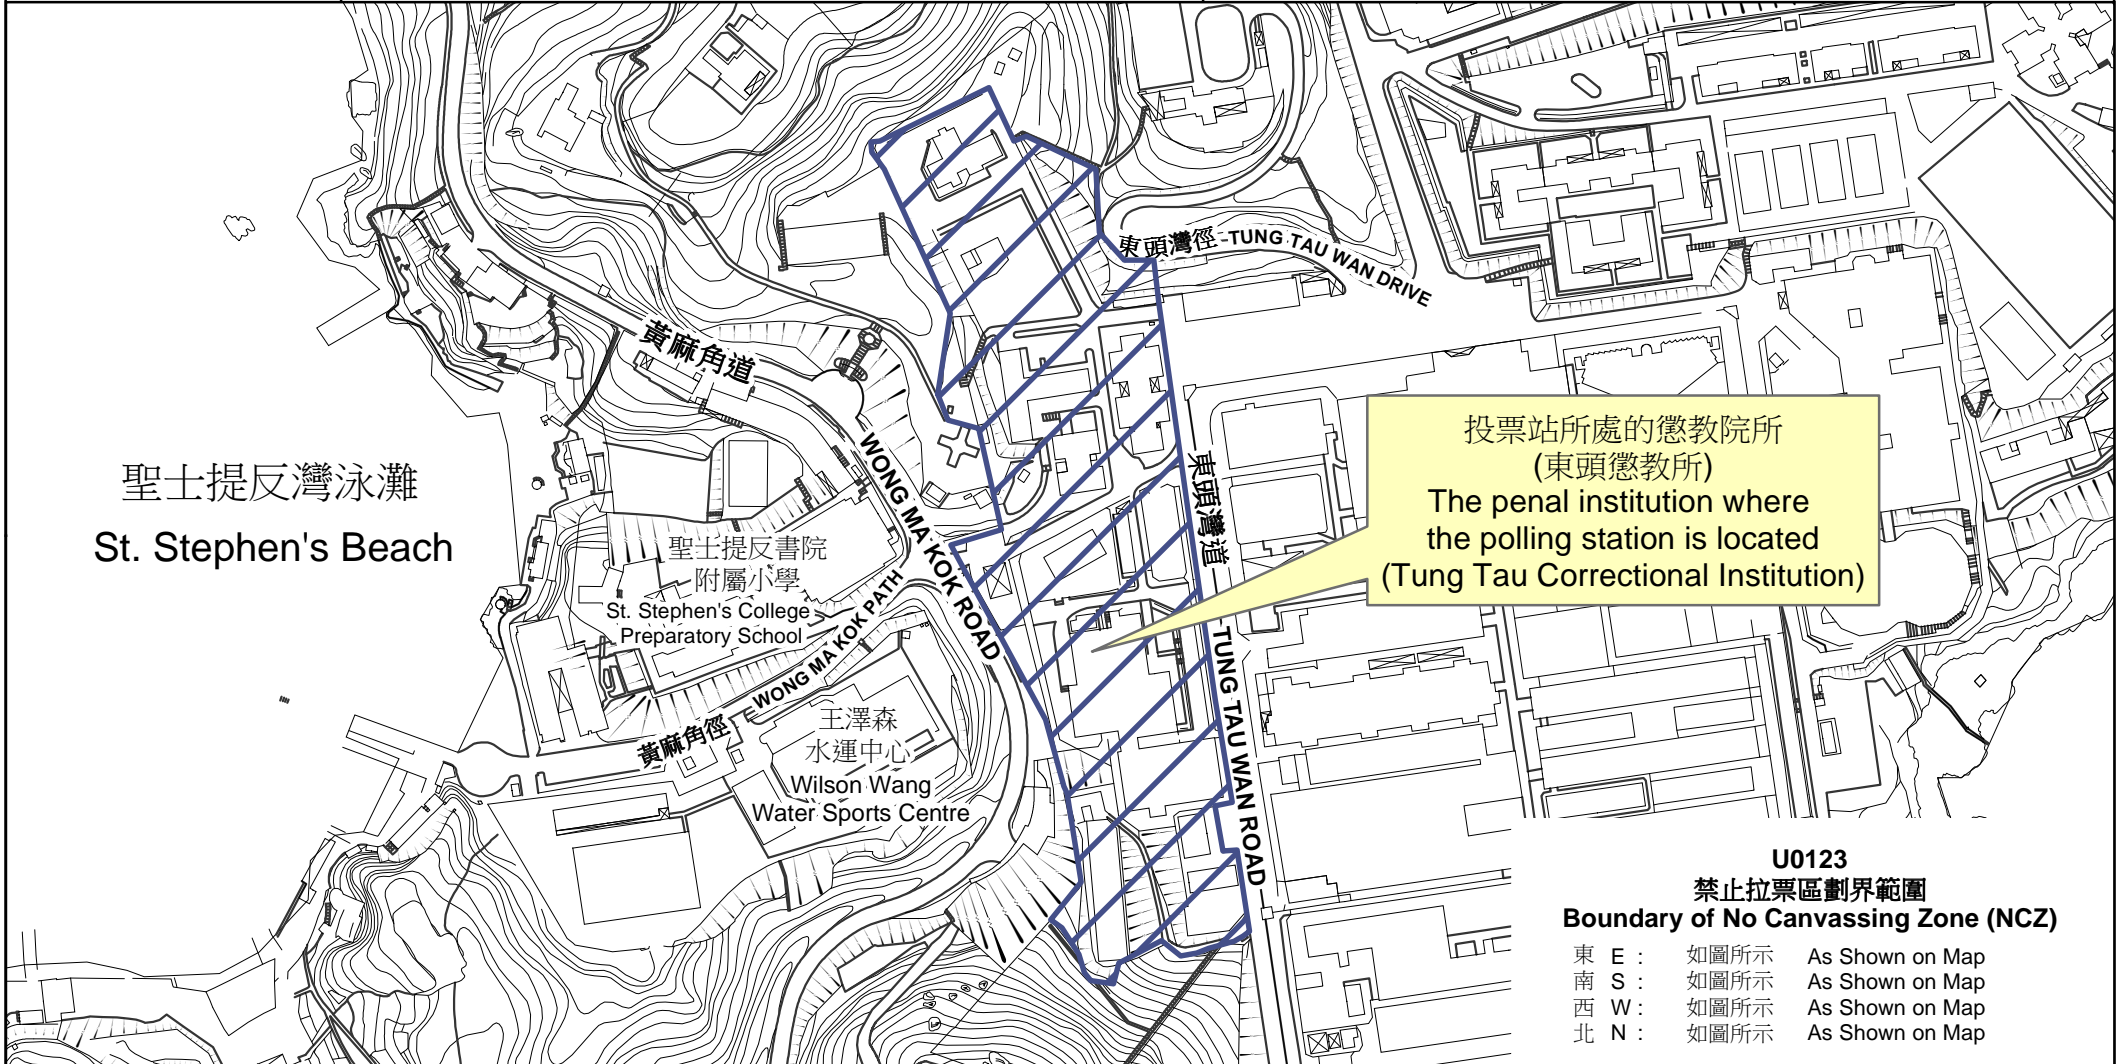 東頭灣徑 TUNG TAU WAN DRIVE
黃麻角道
WONG MA KOK ROAD
投票站所處的懲教院所
(東頭懲教所)
The penal institution where
the polling station is located
(Tung Tau Correctional Institution)
聖士提反灣泳灘
St. Stephen's Beach
東頭灣道
TUNG TAU WAN ROAD
聖士提反書院
附屬小學
St. Stephen's College
Preparatory School
黃麻角徑
WONG MA KOK PATH
王澤森
水運中心
Wilson Wang
Water Sports Centre
U0123
禁止拉票區劃界範圍
Boundary of No Canvassing Zone (NCZ)
東 E : 如圖所示 As Shown on Map
南 S : 如圖所示 As Shown on Map
西 W : 如圖所示 As Shown on Map
北 N : 如圖所示 As Shown on Map